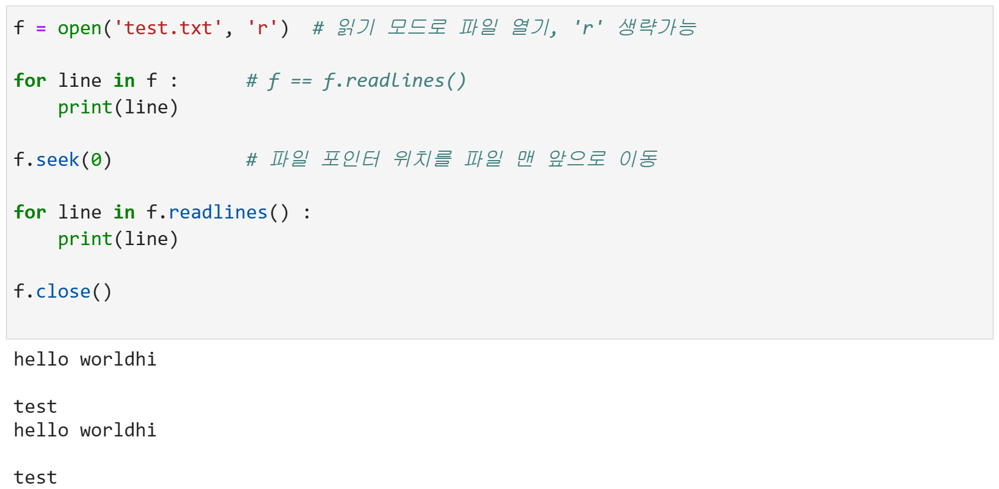 f = open('test.txt', 'r')  # 읽기 모드로 파일 열기, 'r' 생략가능
for line in f :      # f == f.readlines()
    print(line)
f.seek(0)            # 파일 포인터 위치를 파일 맨 앞으로 이동
for line in f.readlines() :
    print(line)
f.close()
hello worldhi
test
hello worldhi
test